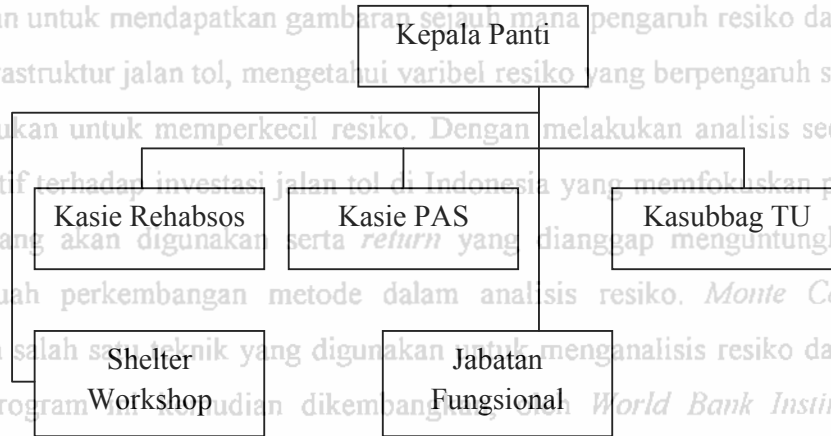 an untuk mendapatkan gambaran sejauh mana pengaruh resiko da
Kepala Panti
rastruktur jalan tol, mengetahui varibel resiko yang berpengaruh s
ukan untuk memperkecil resiko. Dengan melakukan analisis se
tif terhadap investasi jalan tol di Indonesia yang memfokuskan p
Kasie Rehabsos Kasie PAS Kasubbag TU
ang akan digunakan serta return yang dianggap menguntungk
uah perkembangan metode dalam analisis resiko. Monte C
salah satu teknik yang digunakan untuk menganalisis resiko da
Shelter
Workshop
Jabatan
Fungsional
rogram ini kemudian dikembangkan oleh World Bank Instit